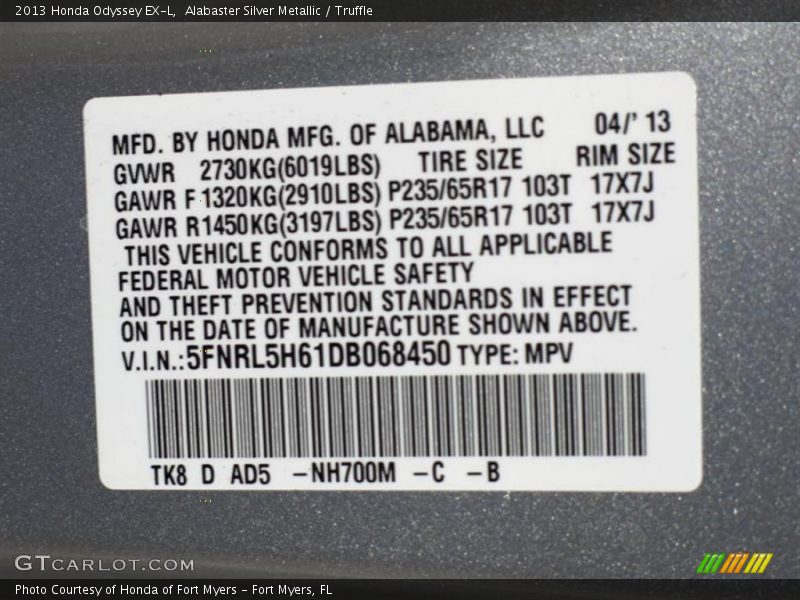 2013 Honda Odyssey EX-L,  Alabaster Silver Metallic / Truffle
MFD. BY HONDA MFG. OF ALABAMA, LLC 04/' 13
GVWR 2730KG(6019LBS) TIRE SIZE RIM SIZE
GAWR F 1320KG(2910LBS) P235/65R17 103T 17X7J
GAWR R1450KG(3197LBS) P235/65R17 103T 17X7J
THIS VEHICLE CONFORMS TO ALL APPLICABLE
FEDERAL MOTOR VEHICLE SAFETY
AND THEFT PREVENTION STANDARDS IN EFFECT
ON THE DATE OF MANUFACTURE SHOWN ABOVE.
V.I.N.:5FNRL5H61DB068450 TYPE: MPV
TK8 D AD5 -NH700M -C -B
GTCARLOT.COM
Photo Courtesy of Honda of Fort Myers - Fort Myers, FL